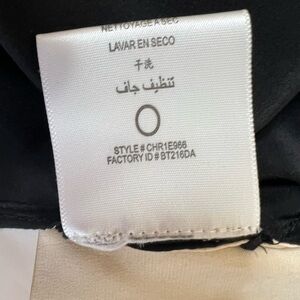 NETTOYAGE A SEC
LAVAR EN SECO
干洗
تنظيف جاف
STYLE # CHR1E966
FACTORY ID # BT216DA